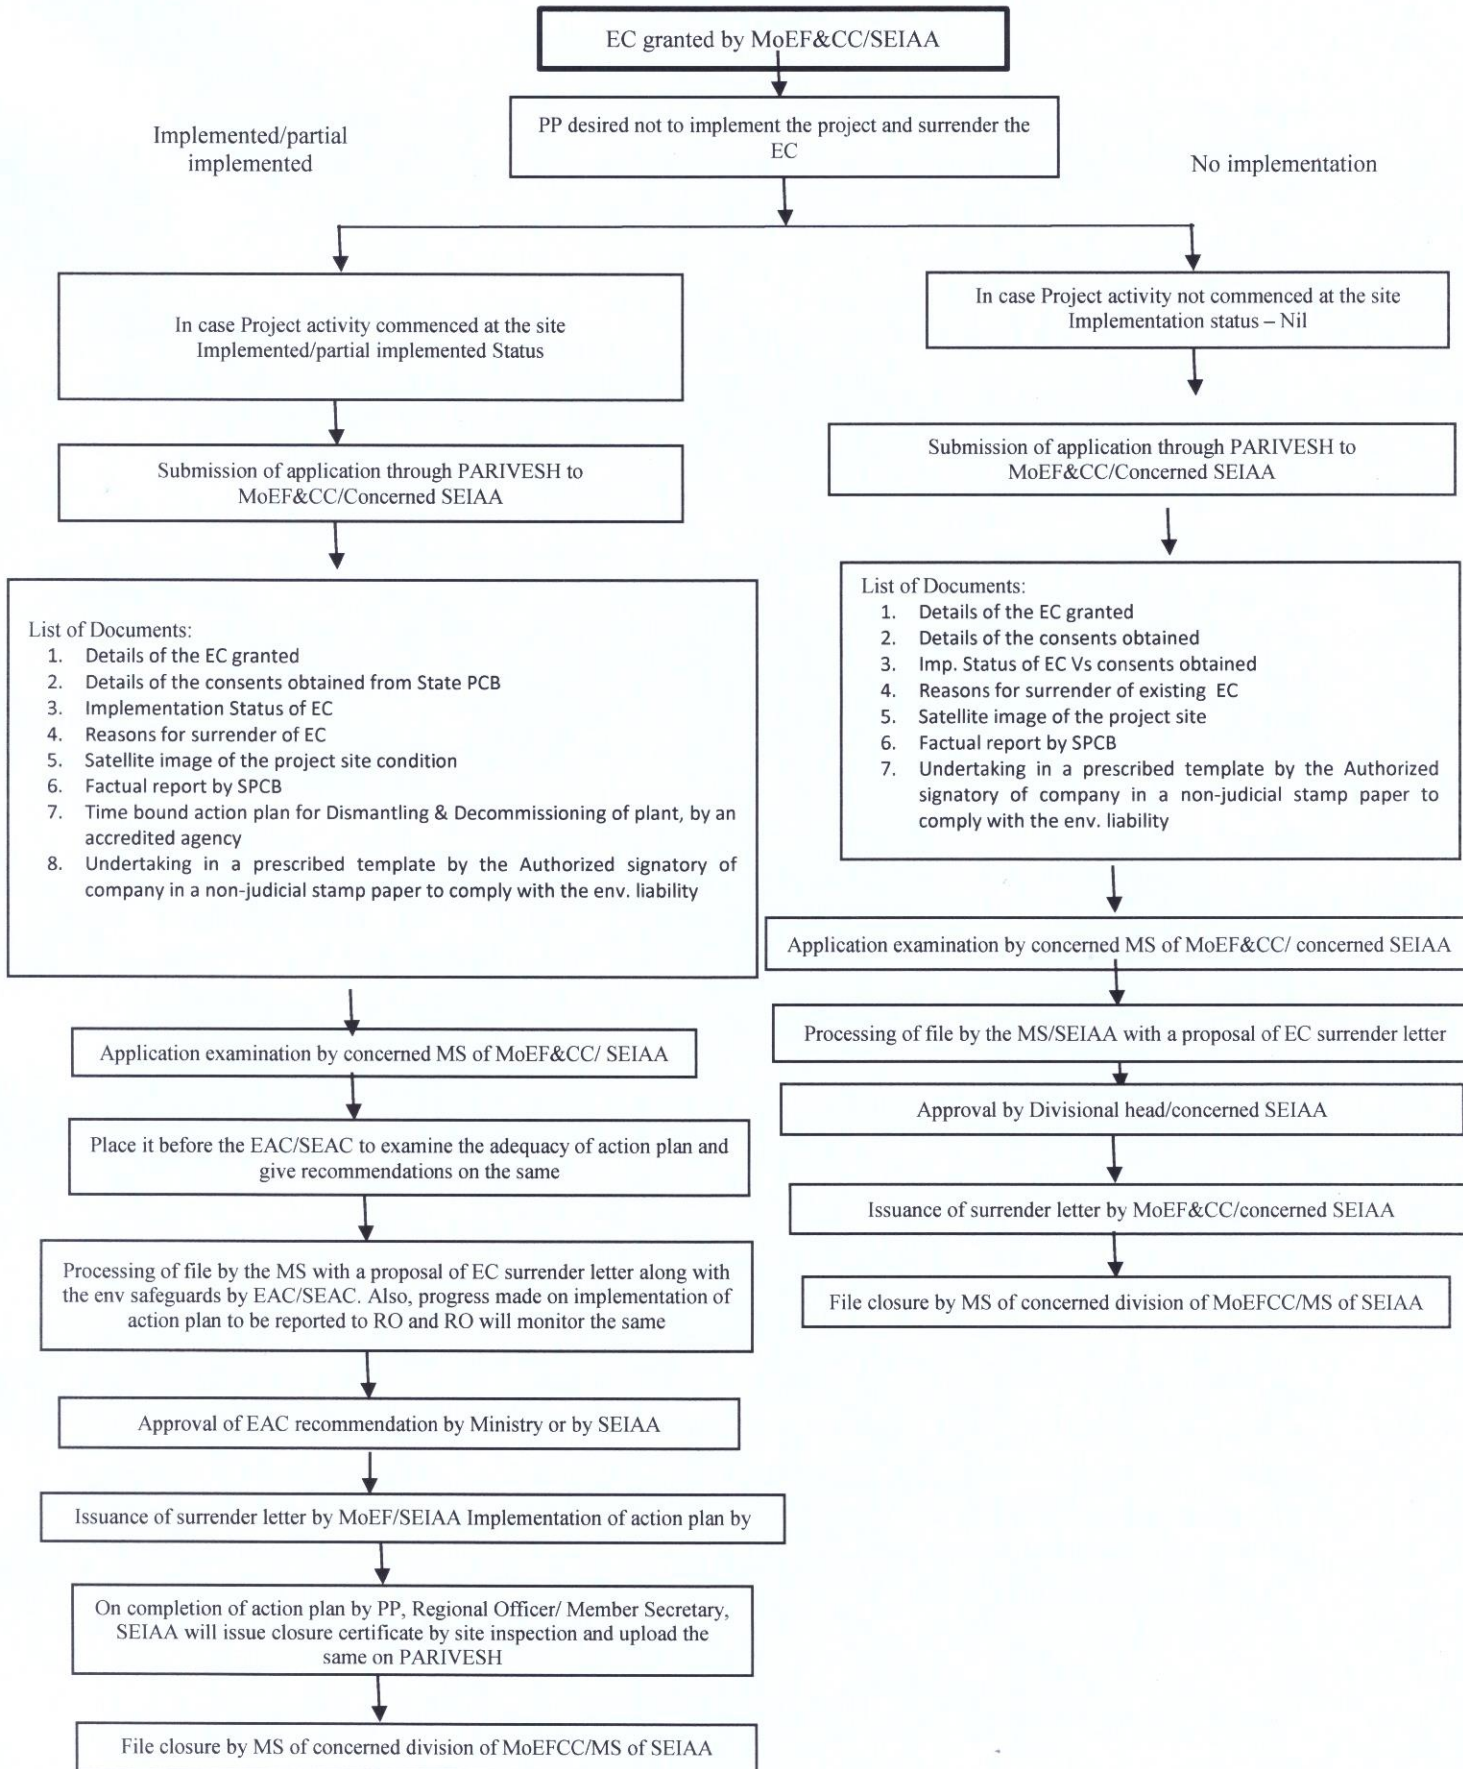 EC granted by MoEF&CC/SEIAA
PP desired not to implement the project and surrender the
EC
Implemented/partial
implemented
No implementation
In case Project activity commenced at the site
Implemented/partial implemented Status
Submission of application through PARIVESH to
MoEF&CC/Concerned SEIAA
List of Documents:
1. Details of the EC granted
2. Details of the consents obtained from State PCB
3. Implementation Status of EC
4. Reasons for surrender of EC
5. Satellite image of the project site condition
6. Factual report by SPCB
7. Time bound action plan for Dismantling & Decommissioning of plant, by an
accredited agency
8. Undertaking in a prescribed template by the Authorized signatory of
company in a non-judicial stamp paper to comply with the env. liability
Application examination by concerned MS of MoEF&CC/ SEIAA
Place it before the EAC/SEAC to examine the adequacy of action plan and
give recommendations on the same
Processing of file by the MS with a proposal of EC surrender letter along with
the env safeguards by EAC/SEAC. Also, progress made on implementation of
action plan to be reported to RO and RO will monitor the same
Approval of EAC recommendation by Ministry or by SEIAA
Issuance of surrender letter by MoEF/SEIAA Implementation of action plan by
On completion of action plan by PP, Regional Officer/ Member Secretary,
SEIAA will issue closure certificate by site inspection and upload the
same on PARIVESH
File closure by MS of concerned division of MoEFCC/MS of SEIAA
In case Project activity not commenced at the site
Implementation status – Nil
Submission of application through PARIVESH to
MoEF&CC/Concerned SEIAA
List of Documents:
1. Details of the EC granted
2. Details of the consents obtained
3. Imp. Status of EC Vs consents obtained
4. Reasons for surrender of existing EC
5. Satellite image of the project site
6. Factual report by SPCB
7. Undertaking in a prescribed template by the Authorized
signatory of company in a non-judicial stamp paper to
comply with the env. liability
Application examination by concerned MS of MoEF&CC/ concerned SEIAA
Processing of file by the MS/SEIAA with a proposal of EC surrender letter
Approval by Divisional head/concerned SEIAA
Issuance of surrender letter by MoEF&CC/concerned SEIAA
File closure by MS of concerned division of MoEFCC/MS of SEIAA